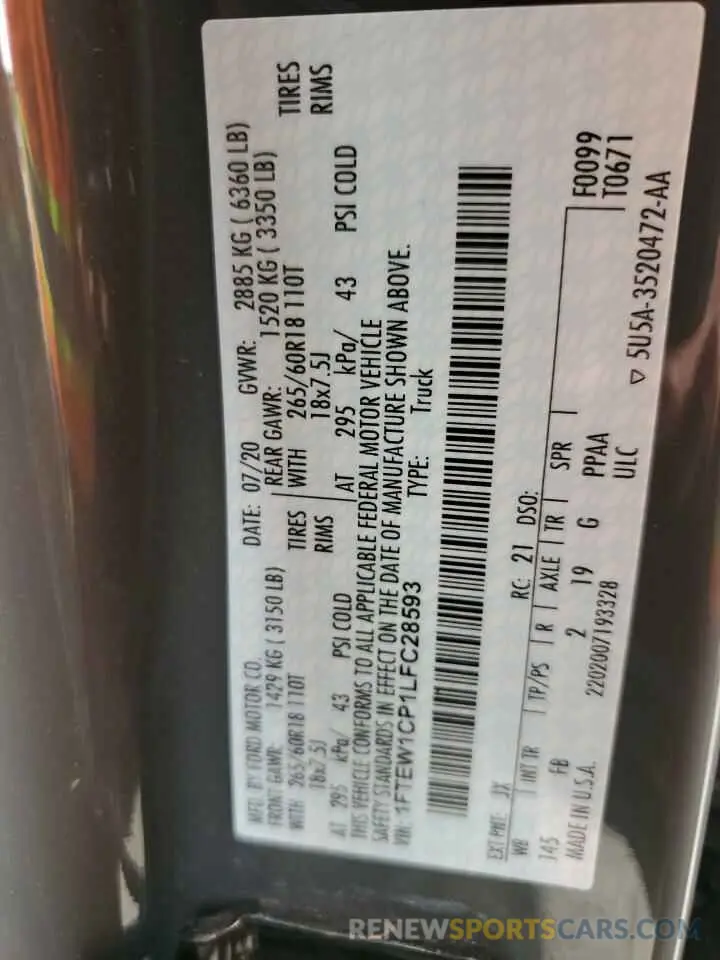 MFD. BY FORD MOTOR CO. DATE: 07/20 GVWR: 2885 KG ( 6360 LB)
FRONT GAWR: 1429 KG ( 3150 LB) REAR GAWR: 1520 KG ( 3350 LB)
WITH 265/60R18 110T TIRES WITH 265/60R18 110T TIRES
18x7.5J RIMS 18x7.5J RIMS
AT 295 kPa/ 43 PSI COLD AT 295 kPa/ 43 PSI COLD
THIS VEHICLE CONFORMS TO ALL APPLICABLE FEDERAL MOTOR VEHICLE
SAFETY STANDARDS IN EFFECT ON THE DATE OF MANUFACTURE SHOWN ABOVE.
VIN: 1FTEW1CP1LFC28593 TYPE: Truck
EXT PNT: JX RC: 21 DSO: F0099
WB INT TR TP/PS R AXLE TR SPR T0671
145 FB 2 19 G PPAA
MADE IN U.S.A. 2202007193328 ULC ▽ 5U5A-3520472-AA
RENEWSPORTSCARS.COM